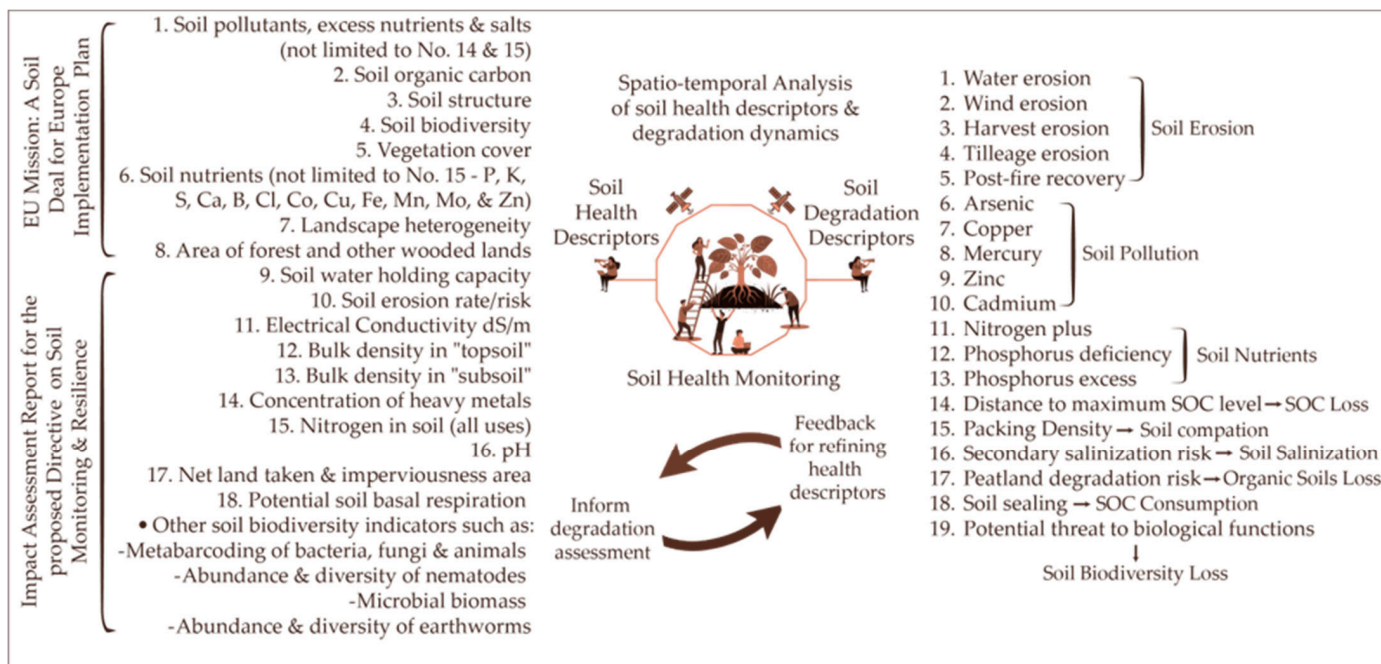 EU Mission: A Soil
Deal for Europe
Implementation Plan
1. Soil pollutants, excess nutrients & salts
(not limited to No. 14 & 15)
2. Soil organic carbon
3. Soil structure
4. Soil biodiversity
5. Vegetation cover
6. Soil nutrients (not limited to No. 15 - P, K,
S, Ca, B, Cl, Co, Cu, Fe, Mn, Mo, & Zn)
7. Landscape heterogeneity
8. Area of forest and other wooded lands
Impact Assessment Report for the
proposed Directive on Soil
Monitoring & Resilience
9. Soil water holding capacity
10. Soil erosion rate/risk
11. Electrical Conductivity dS/m
12. Bulk density in "topsoil"
13. Bulk density in "subsoil"
14. Concentration of heavy metals
15. Nitrogen in soil (all uses)
16. pH
17. Net land taken & imperviousness area
18. Potential soil basal respiration
• Other soil biodiversity indicators such as:
-Metabarcoding of bacteria, fungi & animals
-Abundance & diversity of nematodes
-Microbial biomass
-Abundance & diversity of earthworms
Spatio-temporal Analysis
of soil health descriptors &
degradation dynamics
Soil
Health
Descriptors
Soil
Degradation
Descriptors
Soil Health Monitoring
Feedback
for refining
health
descriptors
Inform
degradation
assessment
1. Water erosion
2. Wind erosion
3. Harvest erosion
4. Tilleage erosion
5. Post-fire recovery
Soil Erosion
6. Arsenic
7. Copper
8. Mercury
9. Zinc
10. Cadmium
Soil Pollution
11. Nitrogen plus
12. Phosphorus deficiency
13. Phosphorus excess
Soil Nutrients
14. Distance to maximum SOC level→SOC Loss
15. Packing Density→Soil compation
16. Secondary salinization risk→Soil Salinization
17. Peatland degradation risk→Organic Soils Loss
18. Soil sealing→SOC Consumption
19. Potential threat to biological functions
↓
Soil Biodiversity Loss